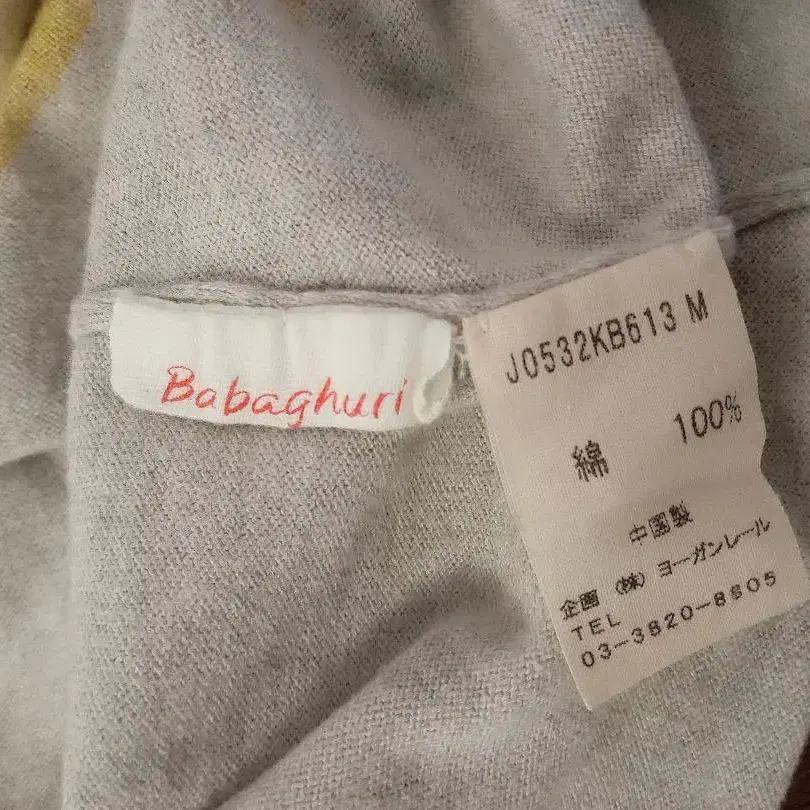 Babaghuri
J0532KB613 M
綿 100%
中国製
企画 (株) ヨーガンレール
TEL
03-3820-8805